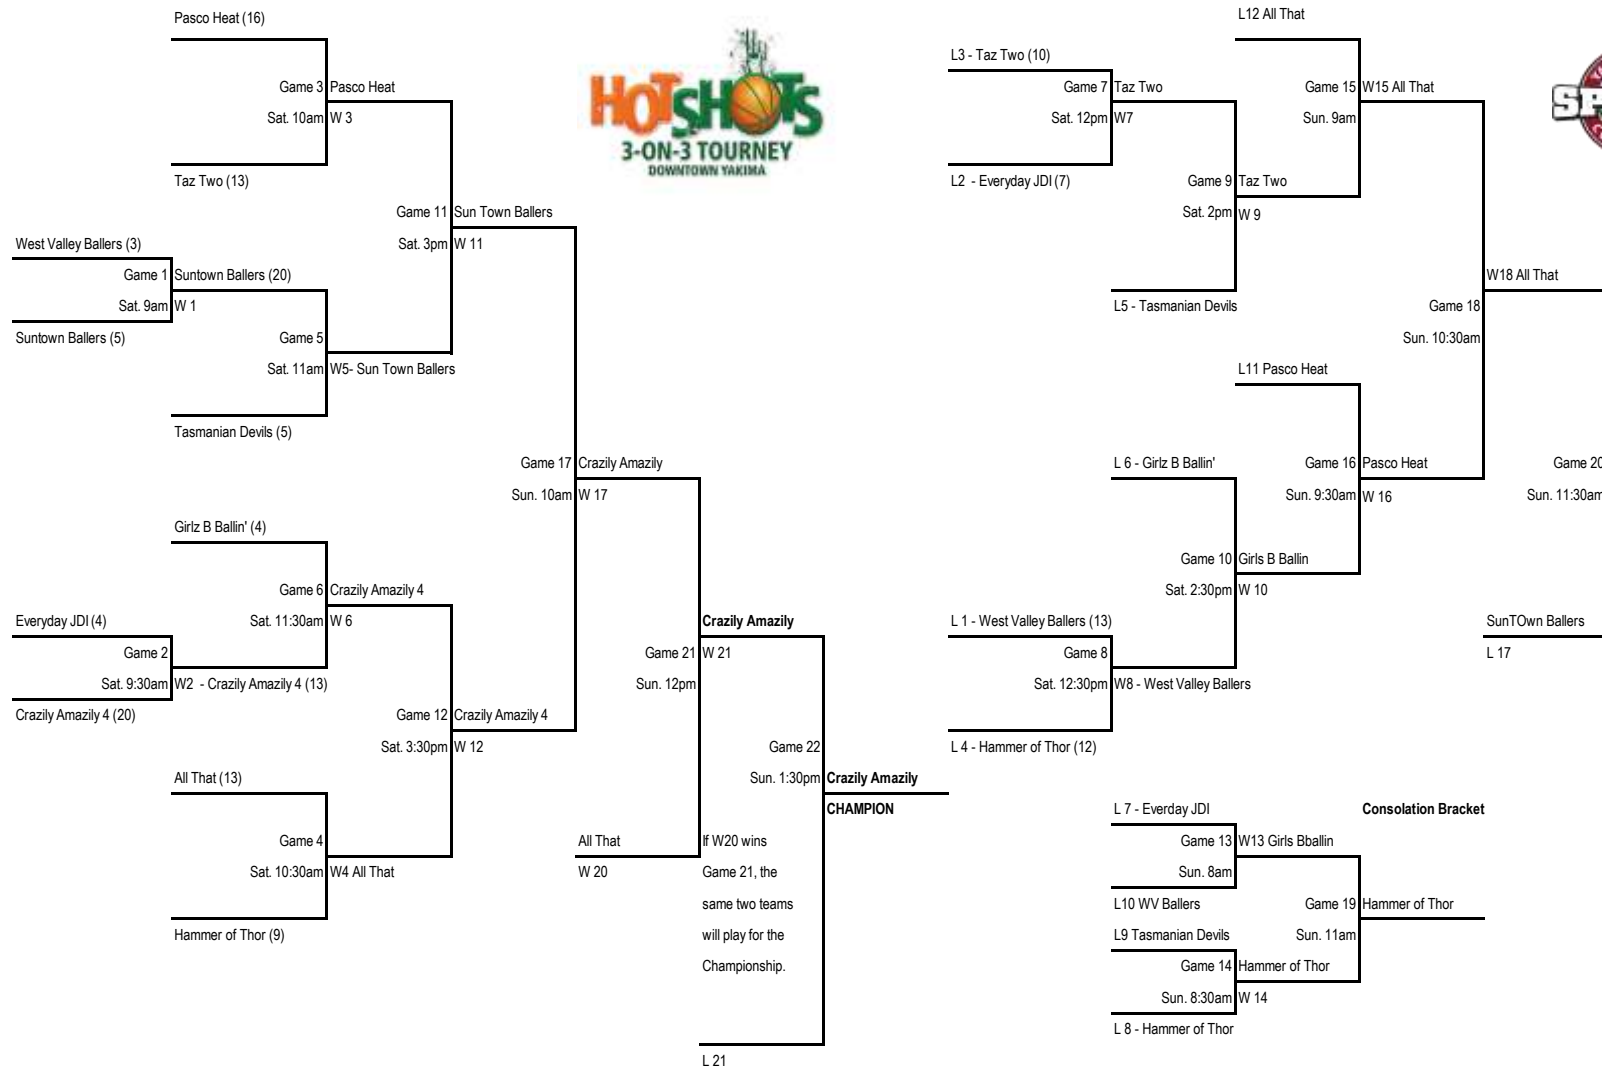 Pasco Heat (16)
Game 3 Pasco Heat
Sat. 10am W 3
Taz Two (13)
Game 11 Sun Town Ballers
Sat. 3pm W 11
West Valley Ballers (3)
Game 1 Suntown Ballers (20)
Sat. 9am W 1
Suntown Ballers (5)
Game 5
Sat. 11am W5- Sun Town Ballers
Tasmanian Devils (5)
Game 17 Crazily Amazily
Sun. 10am W 17
Girlz B Ballin' (4)
Game 6 Crazily Amazily 4
Sat. 11:30am W 6
Everyday JDI (4)
Game 2
Sat. 9:30am W2 - Crazily Amazily 4 (13)
Crazily Amazily 4 (20)
Game 12 Crazily Amazily 4
Sat. 3:30pm W 12
All That (13)
Game 4
Sat. 10:30am W4 All That
Hammer of Thor (9)
Crazily Amazily
Game 21 W 21
Sun. 12pm
Game 22
Sun. 1:30pm Crazily Amazily
CHAMPION
All That
W 20
If W20 wins
Game 21, the
same two teams
will play for the
Championship.
L 21
HOTSHOTS
3-ON-3 TOURNEY
DOWNTOWN YAKIMA
L12 All That
L3 - Taz Two (10)
Game 7 Taz Two
Sat. 12pm W7
L2 - Everyday JDI (7)
Game 15 W15 All That
Sun. 9am
Game 9 Taz Two
Sat. 2pm W 9
L5 - Tasmanian Devils
W18 All That
Game 18
Sun. 10:30am
L11 Pasco Heat
L 6 - Girlz B Ballin'
Game 16 Pasco Heat
Sun. 9:30am W 16
Game 20
Sun. 11:30am
Game 10 Girls B Ballin
Sat. 2:30pm W 10
L 1 - West Valley Ballers (13)
Game 8
Sat. 12:30pm W8 - West Valley Ballers
L 4 - Hammer of Thor (12)
SunTOwn Ballers
L 17
L 7 - Everday JDI
Consolation Bracket
Game 13 W13 Girls Bballin
Sun. 8am
L10 WV Ballers
Game 19 Hammer of Thor
Sun. 11am
L9 Tasmanian Devils
Game 14 Hammer of Thor
Sun. 8:30am W 14
L 8 - Hammer of Thor